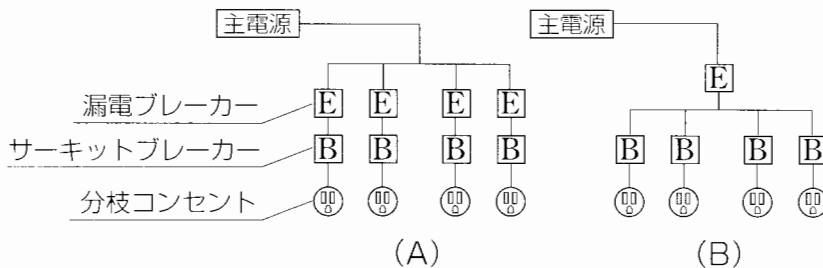 主電源 主電源
E
漏電ブレーカー E E E E
サーキットブレーカー B B B B B B B B
分枝コンセント
(A) (B)